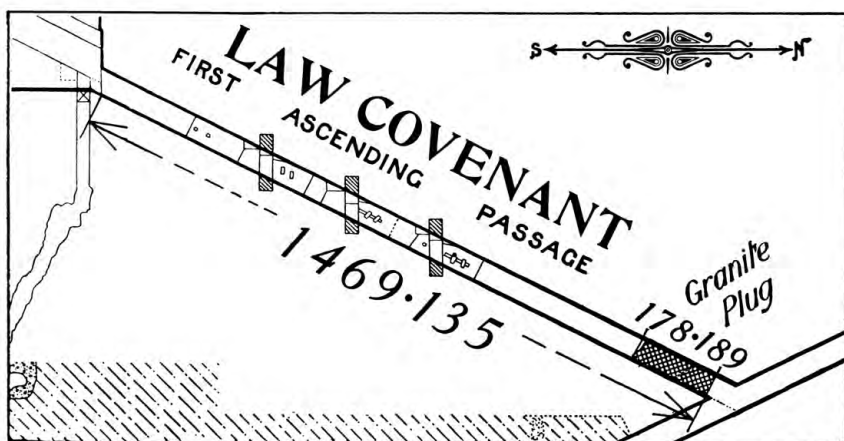 S N
LAW COVENANT
FIRST ASCENDING PASSAGE
1469·135
Granite
Plug
178·189